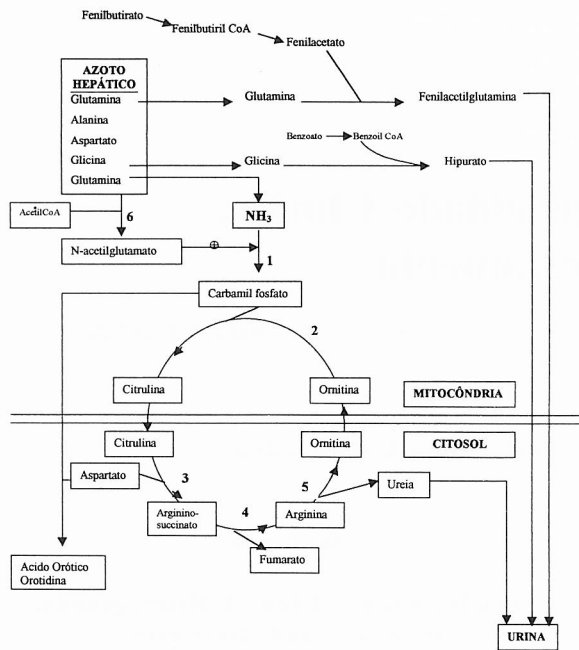 Fenilbutirato
Fenilbutiril CoA
Fenilacetato
AZOTO
HEPÁTICO
Glutamina
Alanina
Aspartato
Glicina
Glutamina
Glutamina
Fenilacetilglutamina
Benzoato
Benzoil CoA
Glicina
Hipurato
AcetilCoA
6
NH₃
N-acetilglutamato
⊕
1
Carbamil fosfato
2
Citrulina
Ornitina
MITOCÔNDRIA
Citrulina
Ornitina
CITOSOL
Aspartato
3
5
Ureia
Arginino-
succinato
4
Arginina
Fumarato
Acido Orótico
Orotidina
URINA